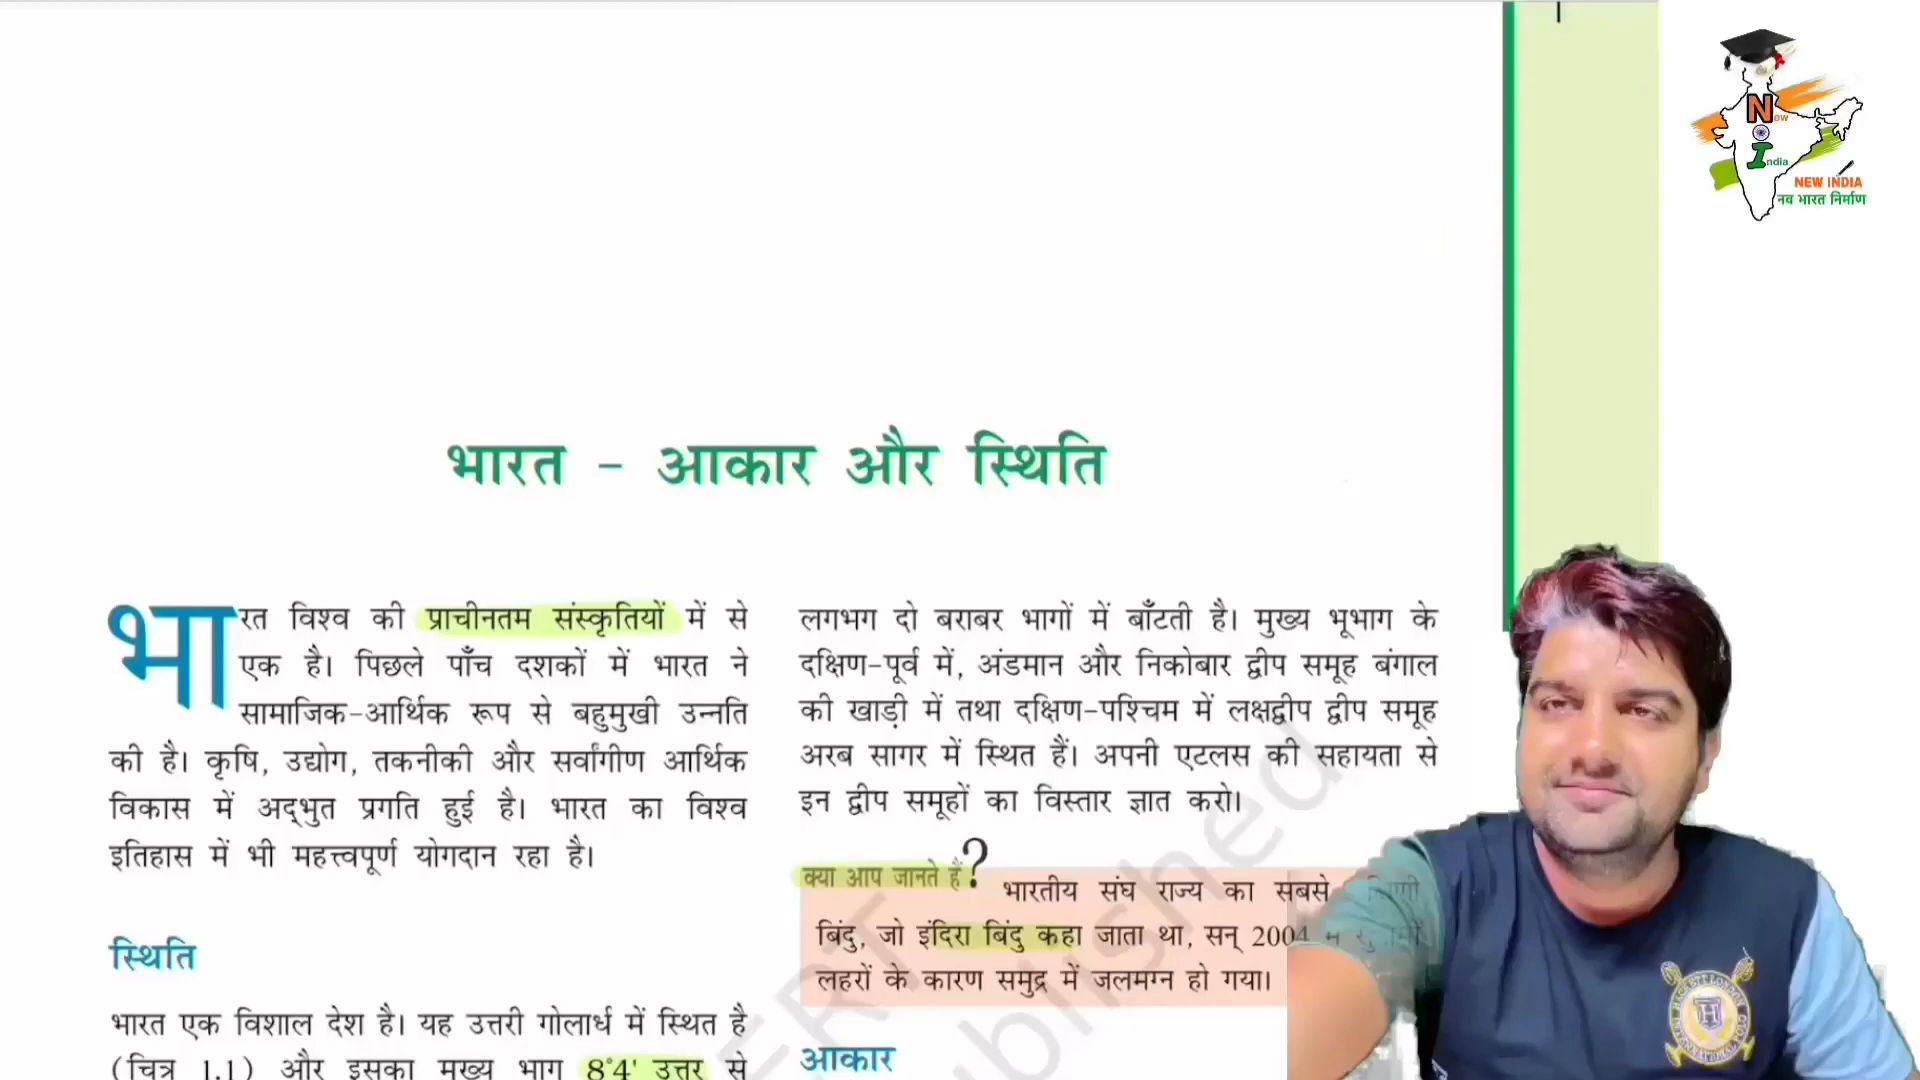 New
India
NEW INDIA
नव भारत निर्माण
भारत - आकार और स्थिति
भारत विश्व की प्राचीनतम संस्कृतियों में से
एक है। पिछले पाँच दशकों में भारत ने
सामाजिक-आर्थिक रूप से बहुमुखी उन्नति
की है। कृषि, उद्योग, तकनीकी और सर्वांगीण आर्थिक
विकास में अद्भुत प्रगति हुई है। भारत का विश्व
इतिहास में भी महत्त्वपूर्ण योगदान रहा है।
स्थिति
भारत एक विशाल देश है। यह उत्तरी गोलार्ध में स्थित है
(चित्र 1.1) और इसका मुख्य भाग 8°4' उत्तर से
लगभग दो बराबर भागों में बाँटती है। मुख्य भूभाग के
दक्षिण-पूर्व में, अंडमान और निकोबार द्वीप समूह बंगाल
की खाड़ी में तथा दक्षिण-पश्चिम में लक्षद्वीप द्वीप समूह
अरब सागर में स्थित हैं। अपनी एटलस की सहायता से
इन द्वीप समूहों का विस्तार ज्ञात करो।
क्या आप जानते हैं?
भारतीय संघ राज्य का सबसे
बिंदु, जो इंदिरा बिंदु कहा जाता था, सन् 2004
लहरों के कारण समुद्र में जलमग्न हो गया।
आकार